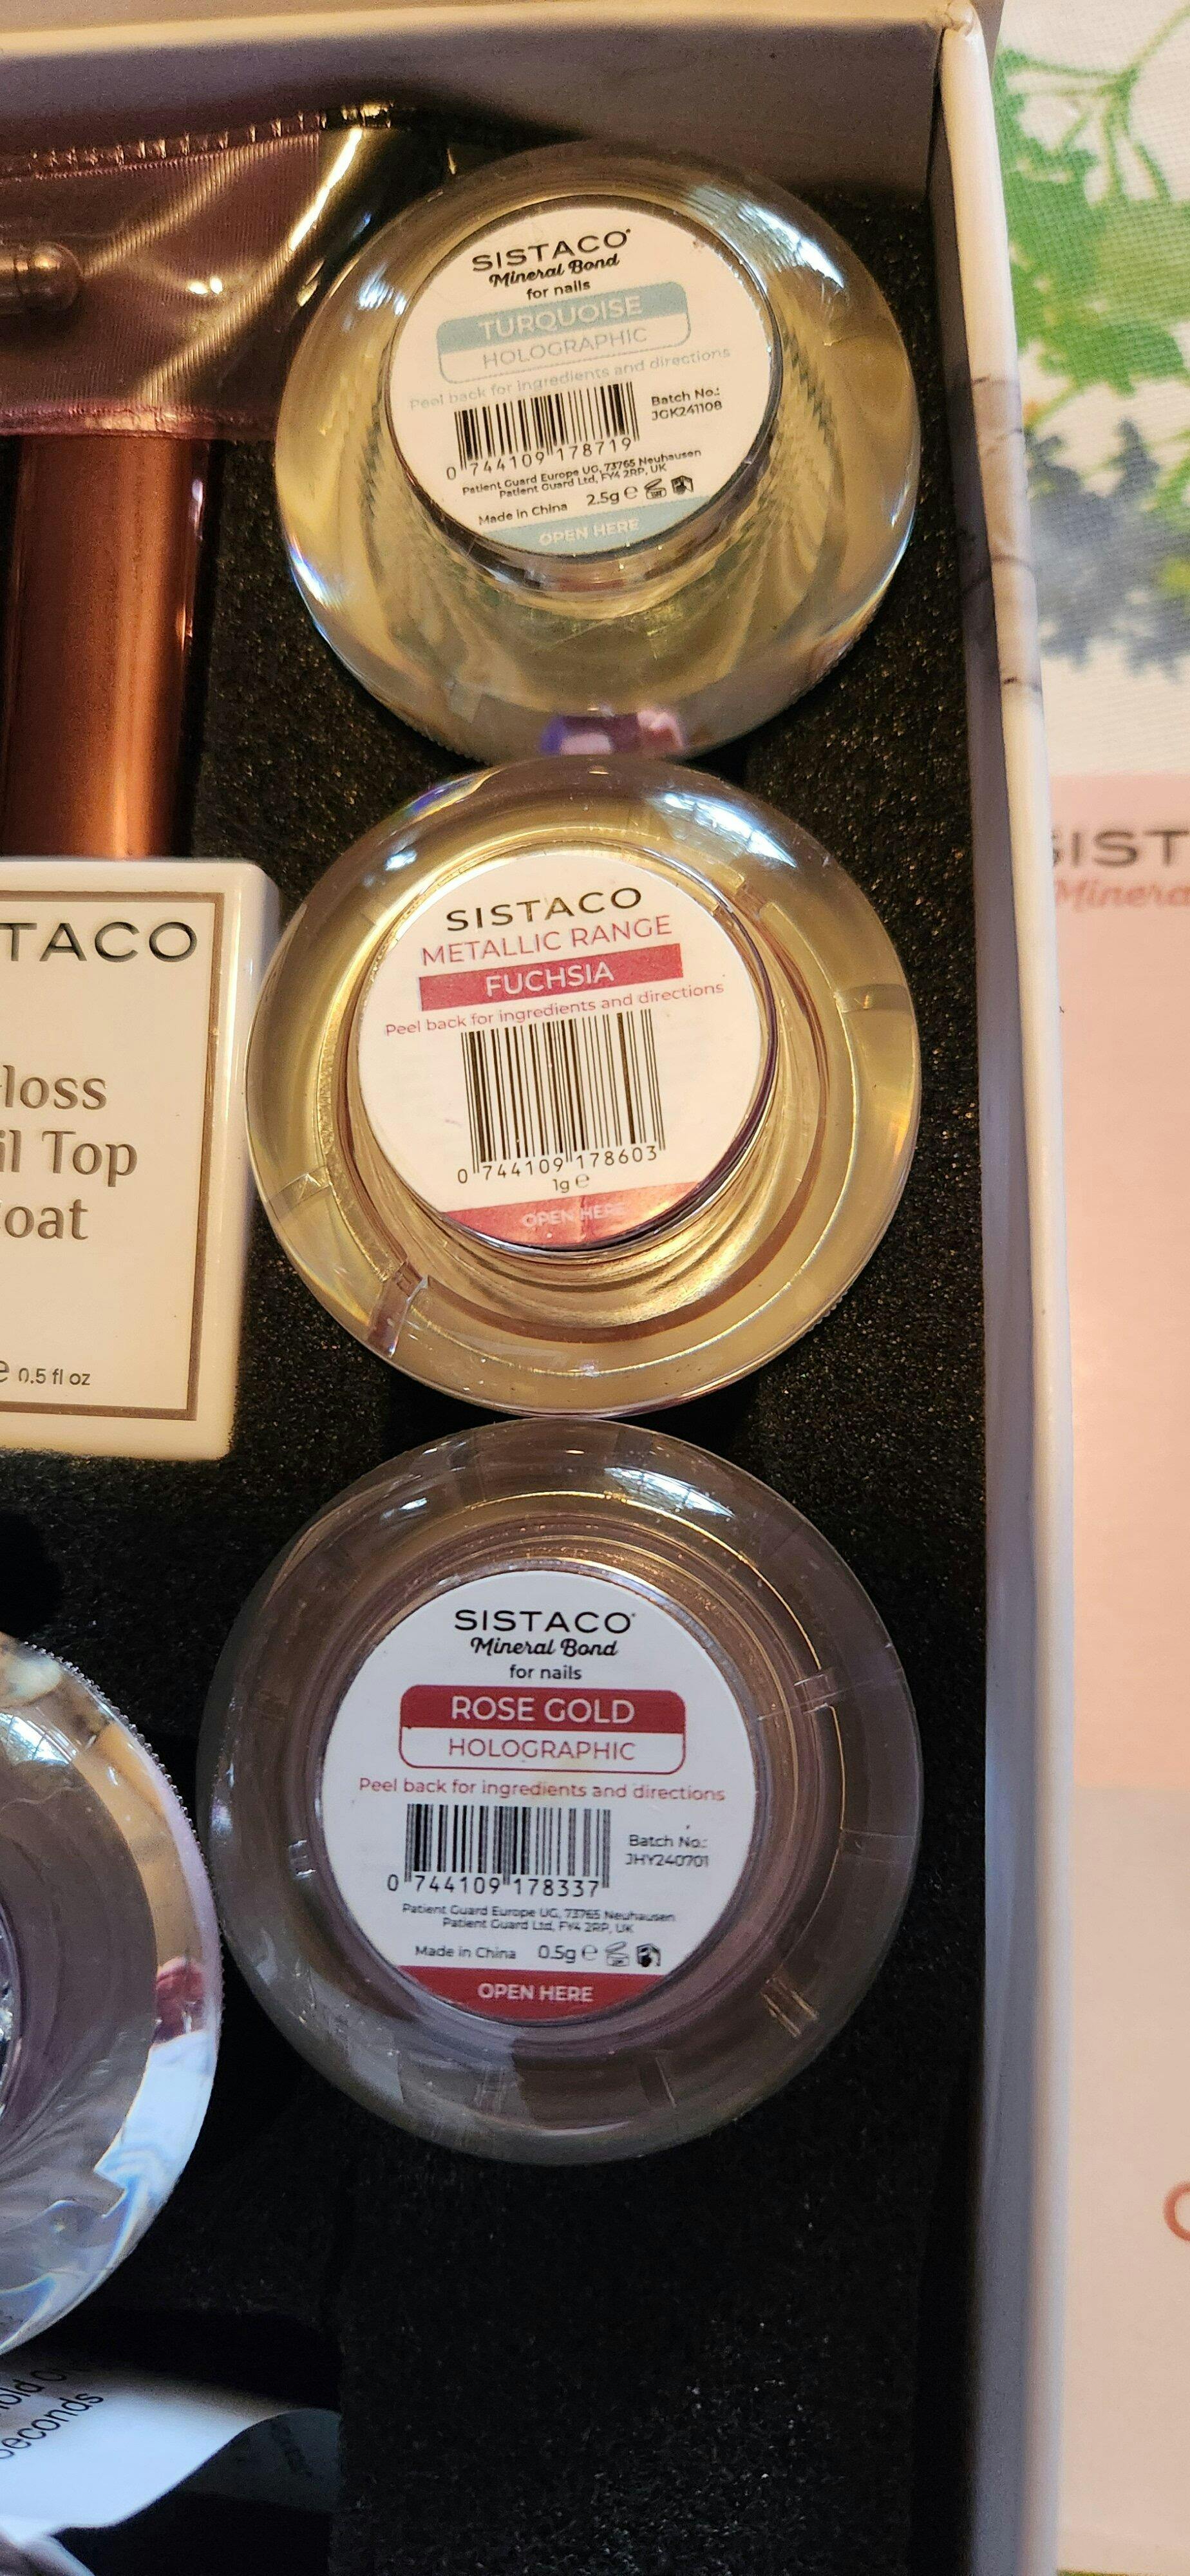 SISTACO
Mineral Bond
for nails
TURQUOISE
HOLOGRAPHIC
Peel back for ingredients and directions
Batch No.:
JGK241108
0 744109 178719
Patient Guard Europe UG, 73765 Neuhausen
Patient Guard Ltd, FY4 2RP, UK
Made in China 2.5g e
OPEN HERE
SISTACO
METALLIC RANGE
FUCHSIA
Peel back for ingredients and directions
0 744109 178603
1g e
OPEN HERE
SISTACO
Mineral Bond
for nails
ROSE GOLD
HOLOGRAPHIC
Peel back for ingredients and directions
Batch No.:
JHY240701
0 744109 178337
Patient Guard Europe UG, 73765 Neuhausen
Patient Guard Ltd, FY4 2RP, UK
Made in China 0.5g e
OPEN HERE
TACO
loss
il Top
oat
e 0.5 fl oz
SIST
Minera
old
seconds